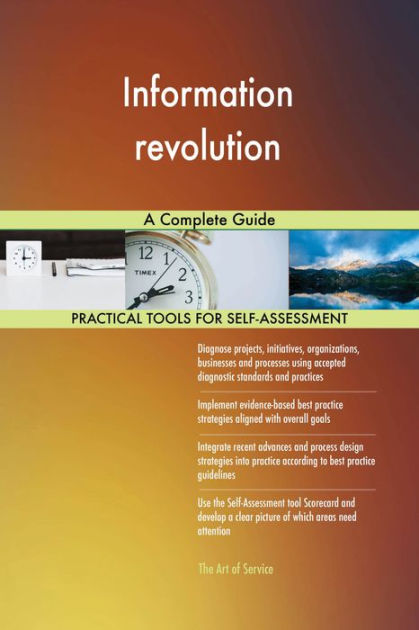 Information
revolution
A Complete Guide
TIMEX
12
1
2
3
PRACTICAL TOOLS FOR SELF-ASSESSMENT
Diagnose projects, initiatives, organizations,
businesses and processes using accepted
diagnostic standards and practices
Implement evidence-based best practice
strategies aligned with overall goals
Integrate recent advances and process design
strategies into practice according to best practice
guidelines
Use the Self-Assessment tool Scorecard and
develop a clear picture of which areas need
attention
The Art of Service